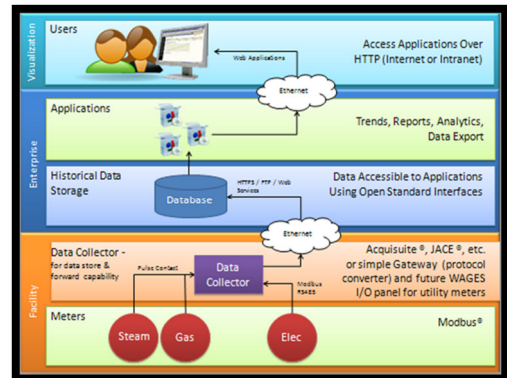 Visualization
Users
Web Applications
Access Applications Over
HTTP (Internet or Intranet)
Ethernet
Enterprise
Applications
Trends, Reports, Analytics,
Data Export
Historical Data
Storage
Database
HTTPS / FTP / Web
Services
Data Accessible to Applications
Using Open Standard Interfaces
Ethernet
Facility
Data Collector -
for data store &
forward capability
Pulse Contact
Data
Collector
Modbus
RS485
Acquisuite ®, JACE ®, etc.
or simple Gateway (protocol
converter) and future WAGES
I/O panel for utility meters
Meters
Steam
Gas
Elec
Modbus®